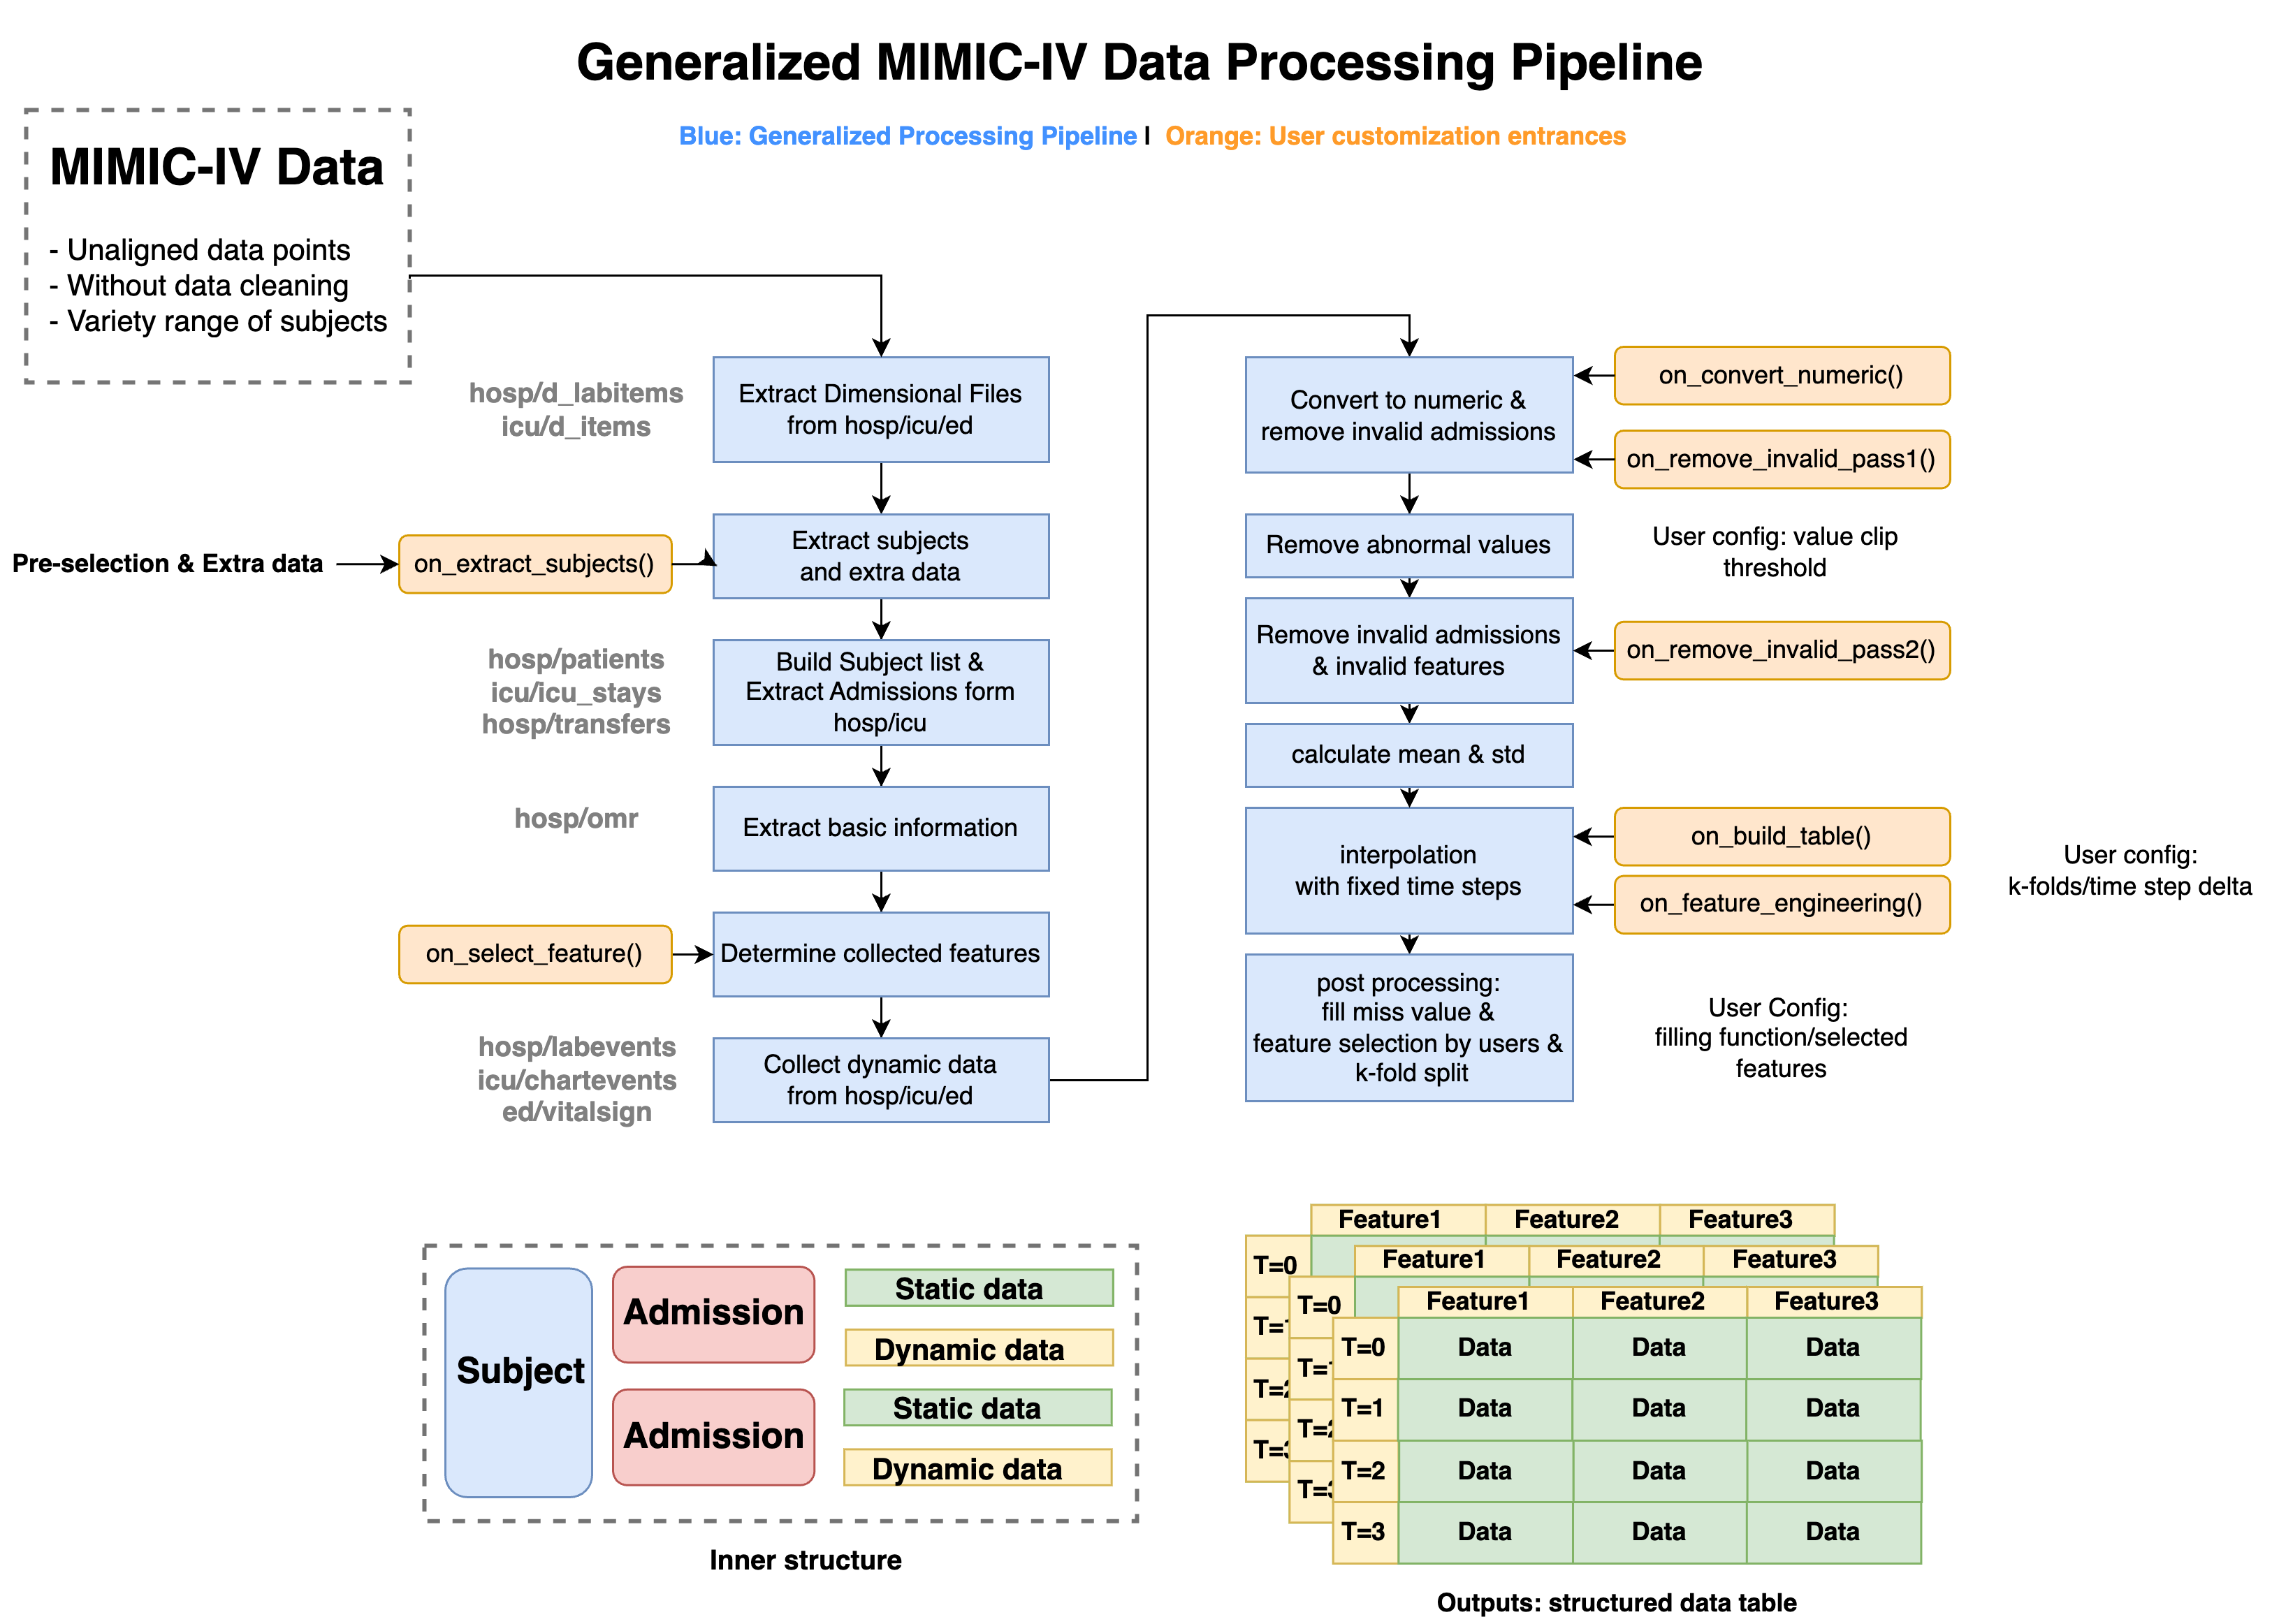 Generalized MIMIC-IV Data Processing Pipeline
Blue: Generalized Processing Pipeline | Orange: User customization entrances
MIMIC-IV Data
- Unaligned data points
- Without data cleaning
- Variety range of subjects
hosp/d_labitems
icu/d_items
Extract Dimensional Files
from hosp/icu/ed
Pre-selection & Extra data
on_extract_subjects()
Extract subjects
and extra data
hosp/patients
icu/icu_stays
hosp/transfers
Build Subject list &
Extract Admissions form
hosp/icu
hosp/omr
Extract basic information
on_select_feature()
Determine collected features
hosp/labevents
icu/chartevents
ed/vitalsign
Collect dynamic data
from hosp/icu/ed
Convert to numeric &
remove invalid admissions
on_convert_numeric()
on_remove_invalid_pass1()
Remove abnormal values
User config: value clip
threshold
Remove invalid admissions
& invalid features
on_remove_invalid_pass2()
calculate mean & std
interpolation
with fixed time steps
on_build_table()
on_feature_engineering()
User config:
k-folds/time step delta
post processing:
fill miss value &
feature selection by users &
k-fold split
User Config:
filling function/selected
features
Subject
Admission
Admission
Static data
Dynamic data
Static data
Dynamic data
Inner structure
Feature1 Feature2 Feature3
T=0
Feature1 Feature2 Feature3
T=0
Feature1 Feature2 Feature3
T=0 Data Data Data
T=1 Data Data Data
T=2 Data Data Data
T=3 Data Data Data
Outputs: structured data table